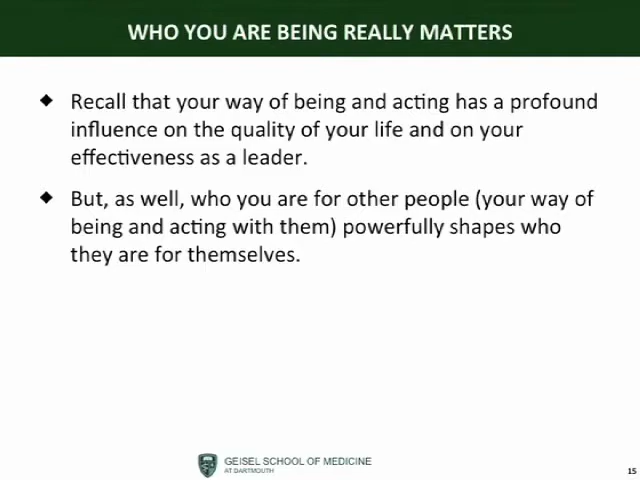 WHO YOU ARE BEING REALLY MATTERS
Recall that your way of being and acting has a profound
influence on the quality of your life and on your
effectiveness as a leader.
But, as well, who you are for other people (your way of
being and acting with them) powerfully shapes who
they are for themselves.
GEISEL SCHOOL OF MEDICINE
AT DARTMOUTH
15